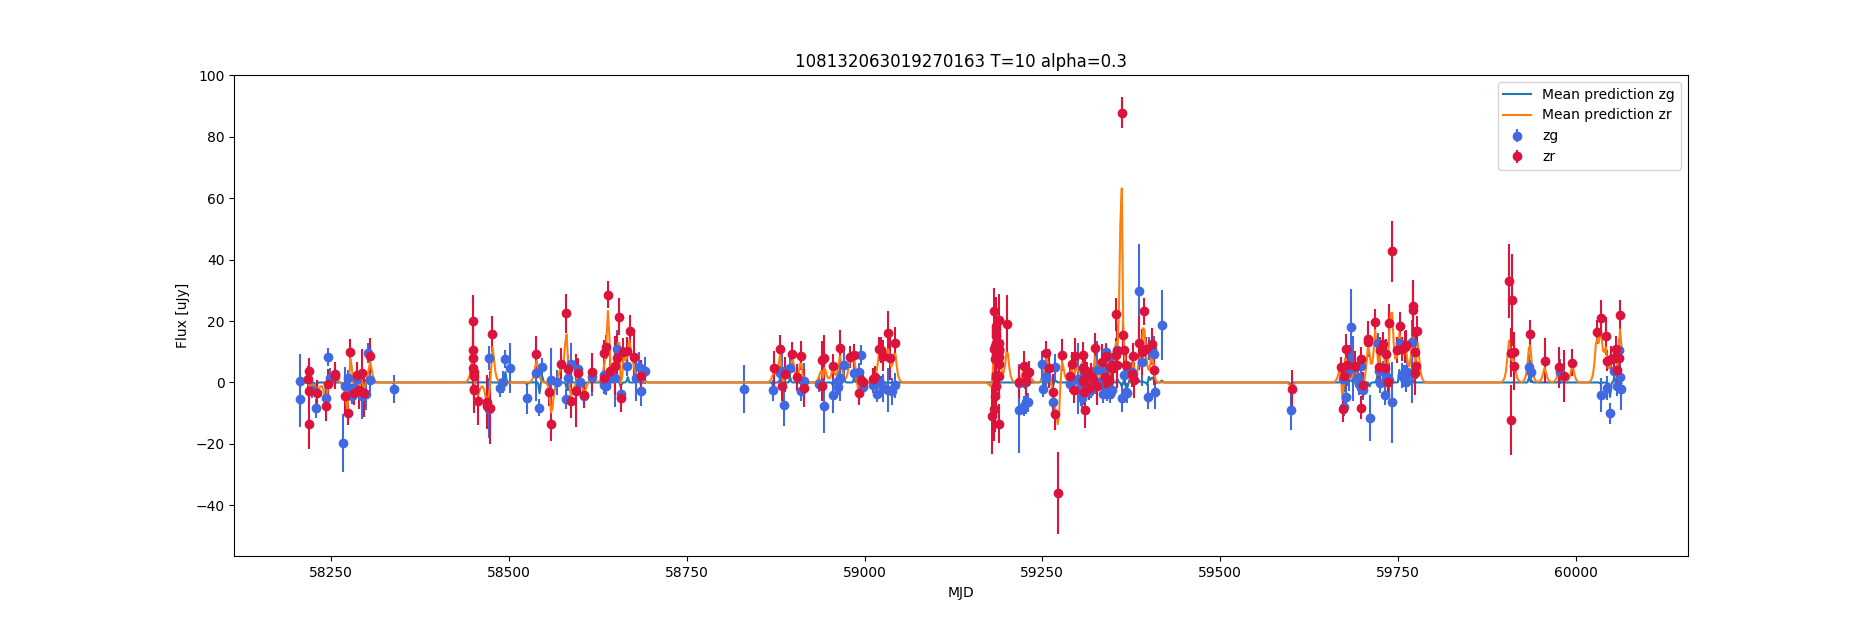 108132063019270163 T=10 alpha=0.3
Mean prediction zg
Mean prediction zr
zg
zr
100
80
60
40
20
0
−20
−40
Flux [uJy]
58250 58500 58750 59000 59250 59500 59750 60000
MJD